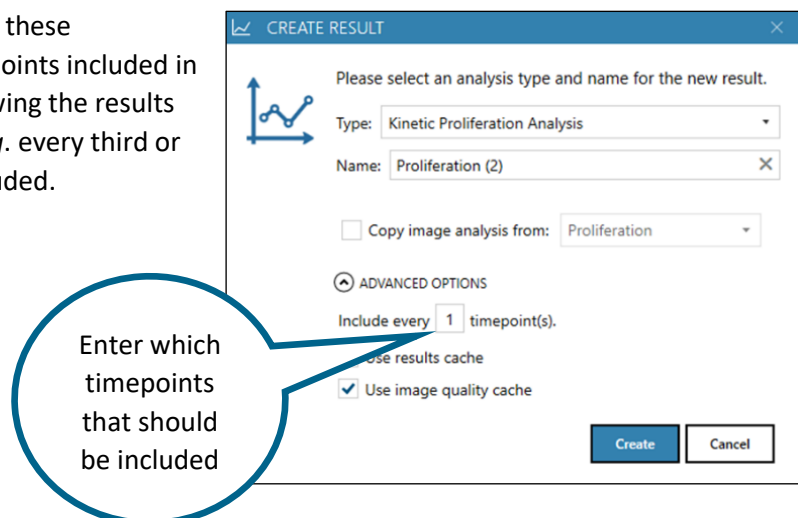 these
oints included in
ving the results
. every third or
uded.
CREATE RESULT
Please select an analysis type and name for the new result.
Type: Kinetic Proliferation Analysis
Name: Proliferation (2)
Copy image analysis from: Proliferation
ADVANCED OPTIONS
Include every 1 timepoint(s).
Use results cache
Use image quality cache
Create Cancel
Enter which
timepoints
that should
be included